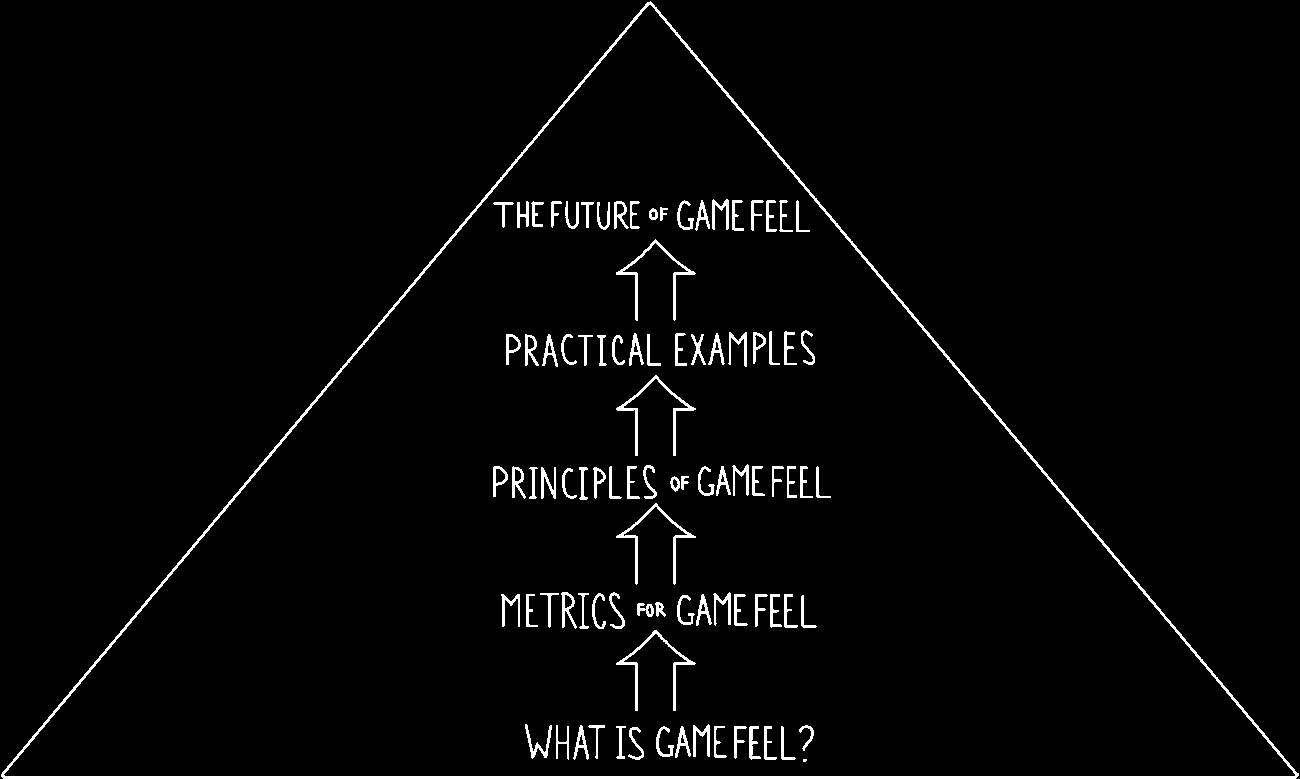 THE FUTURE OF GAME FEEL
PRACTICAL EXAMPLES
PRINCIPLES OF GAME FEEL
METRICS FOR GAME FEEL
WHAT IS GAME FEEL?